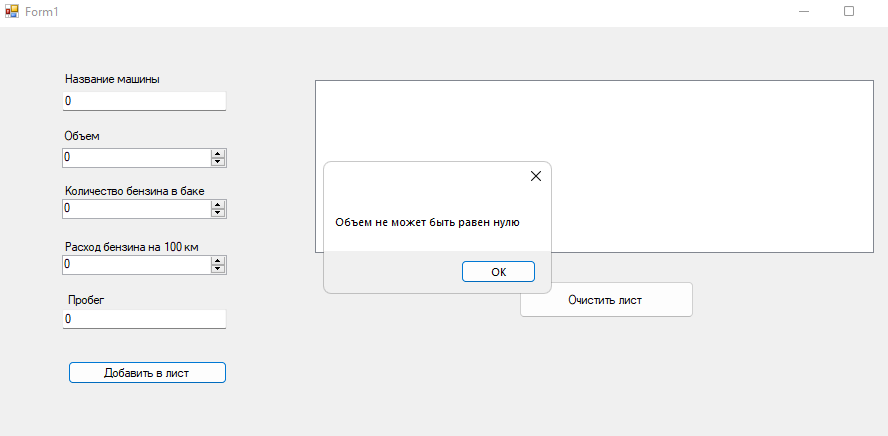 Form1
Название машины
0
Объем
0
Количество бензина в баке
0
Расход бензина на 100 км
0
Пробег
0
Добавить в лист
Объем не может быть равен нулю
OK
Очистить лист